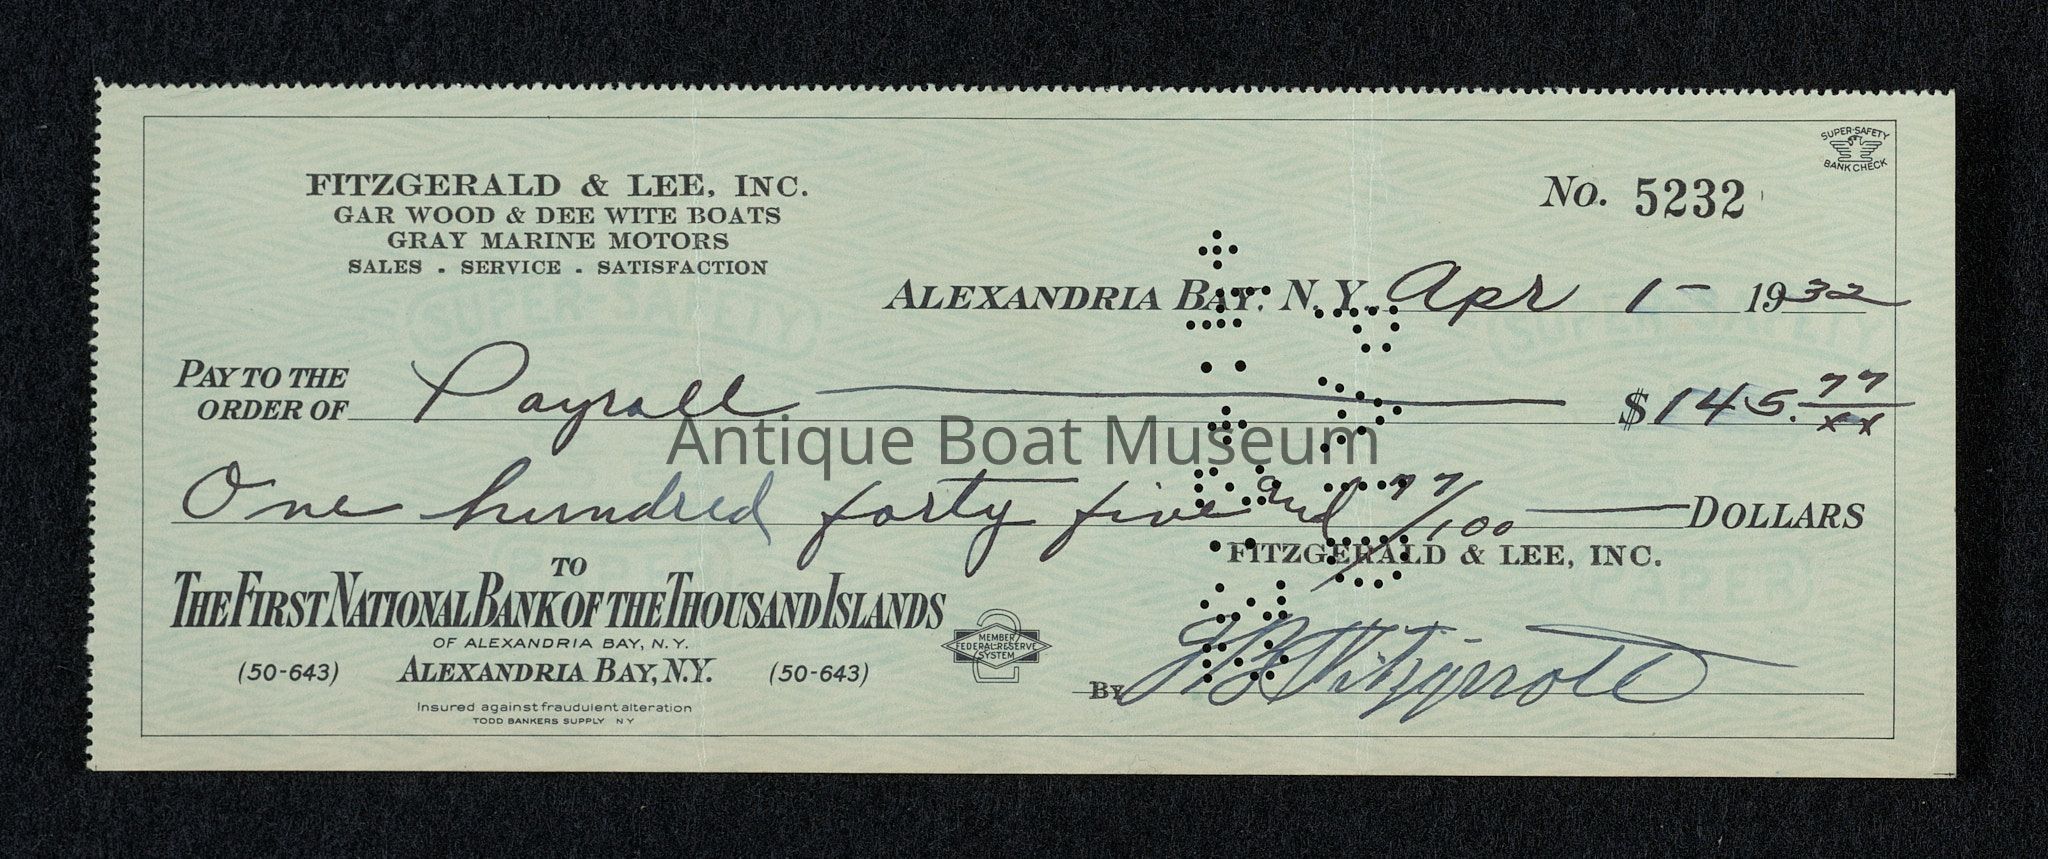 SUPER-SAFETY
BANK CHECK
FITZGERALD & LEE, INC.
GAR WOOD & DEE WITE BOATS
GRAY MARINE MOTORS
SALES . SERVICE . SATISFACTION
No. 5232
ALEXANDRIA BAY, N.Y. Apr 1- 1932
PAY TO THE
ORDER OF Payroll $145.77/xx
Antique Boat Museum
One hundred forty five and 77/100 DOLLARS
FITZGERALD & LEE, INC.
TO
THE FIRST NATIONAL BANK OF THE THOUSAND ISLANDS
OF ALEXANDRIA BAY, N.Y.
(50-643) ALEXANDRIA BAY, N.Y. (50-643)
MEMBER
FEDERAL RESERVE
SYSTEM
2
BY Fitzgerald
Insured against fraudulent alteration
TODD BANKERS SUPPLY NY